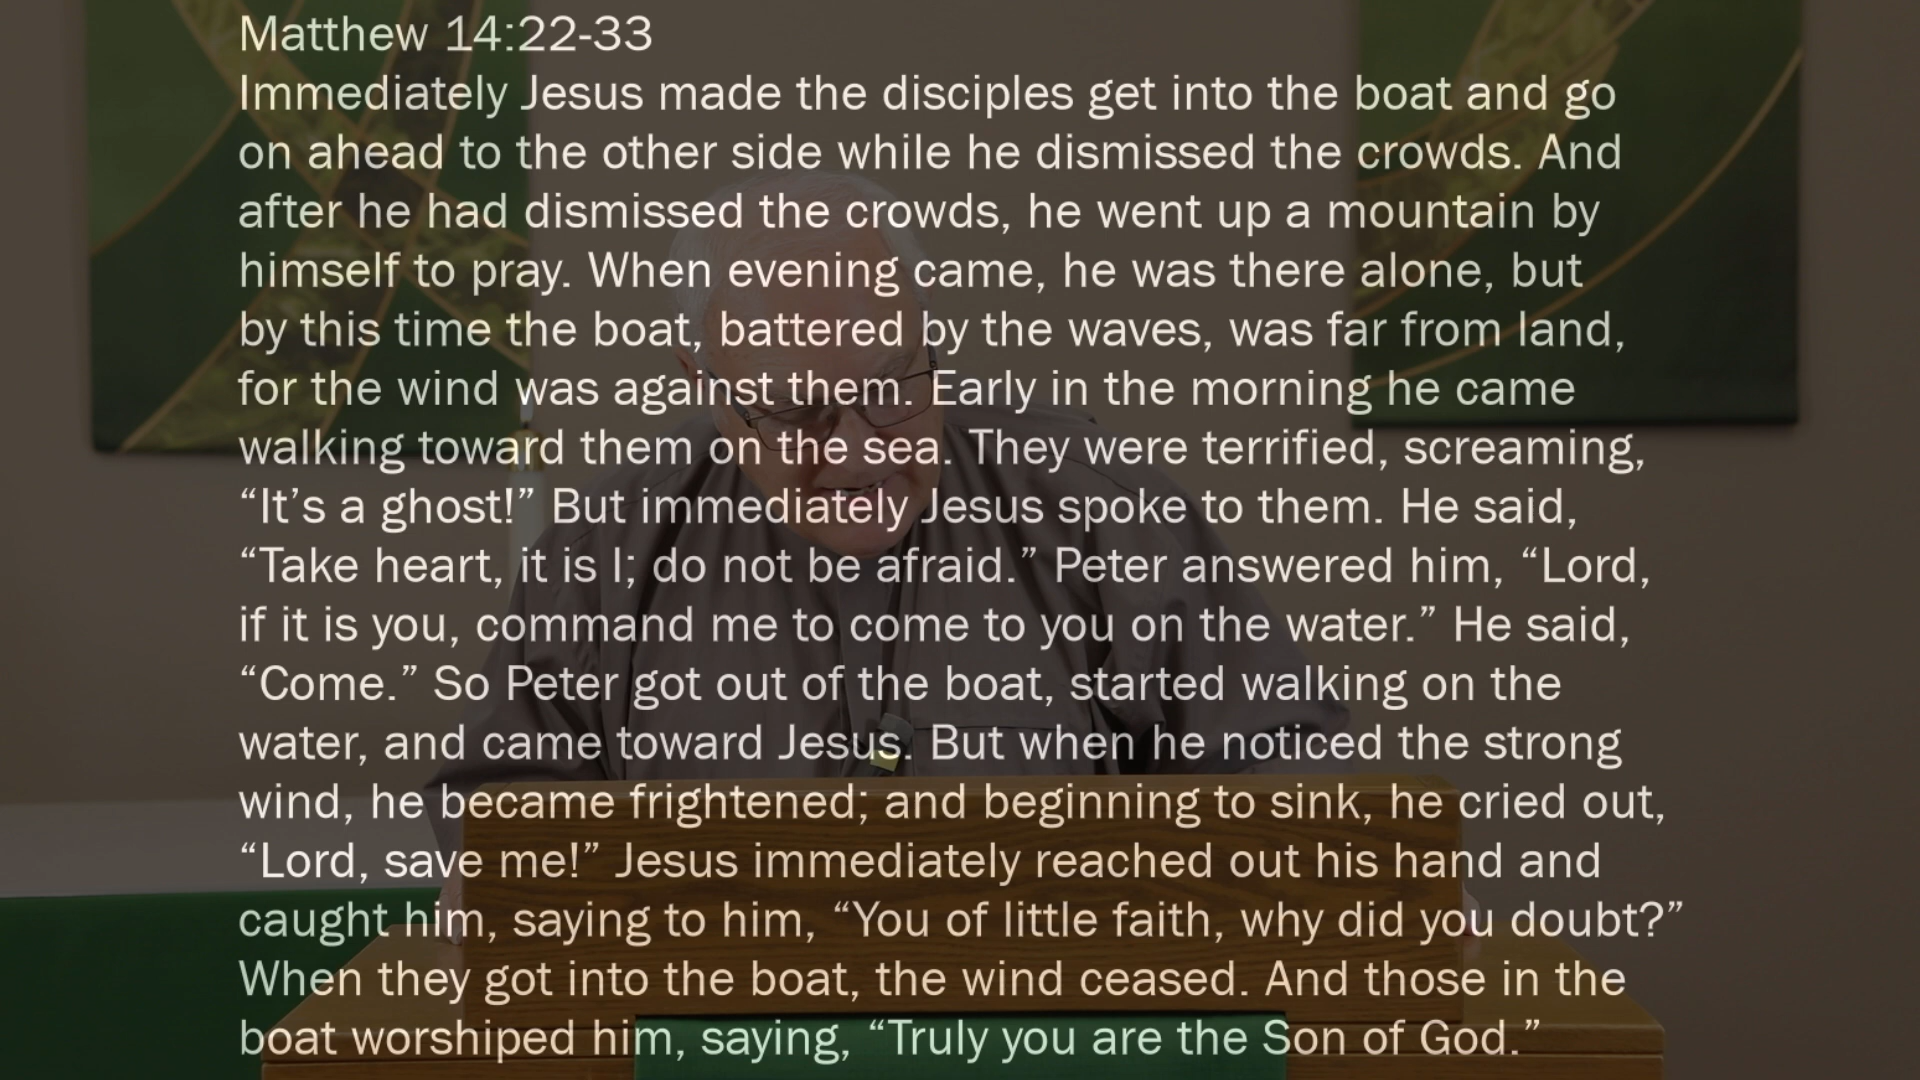 Matthew 14:22-33
Immediately Jesus made the disciples get into the boat and go
on ahead to the other side while he dismissed the crowds. And
after he had dismissed the crowds, he went up a mountain by
himself to pray. When evening came, he was there alone, but
by this time the boat, battered by the waves, was far from land,
for the wind was against them. Early in the morning he came
walking toward them on the sea. They were terrified, screaming,
“It’s a ghost!” But immediately Jesus spoke to them. He said,
“Take heart, it is I; do not be afraid.” Peter answered him, “Lord,
if it is you, command me to come to you on the water.” He said,
“Come.” So Peter got out of the boat, started walking on the
water, and came toward Jesus. But when he noticed the strong
wind, he became frightened; and beginning to sink, he cried out,
“Lord, save me!” Jesus immediately reached out his hand and
caught him, saying to him, “You of little faith, why did you doubt?”
When they got into the boat, the wind ceased. And those in the
boat worshiped him, saying, “Truly you are the Son of God.”